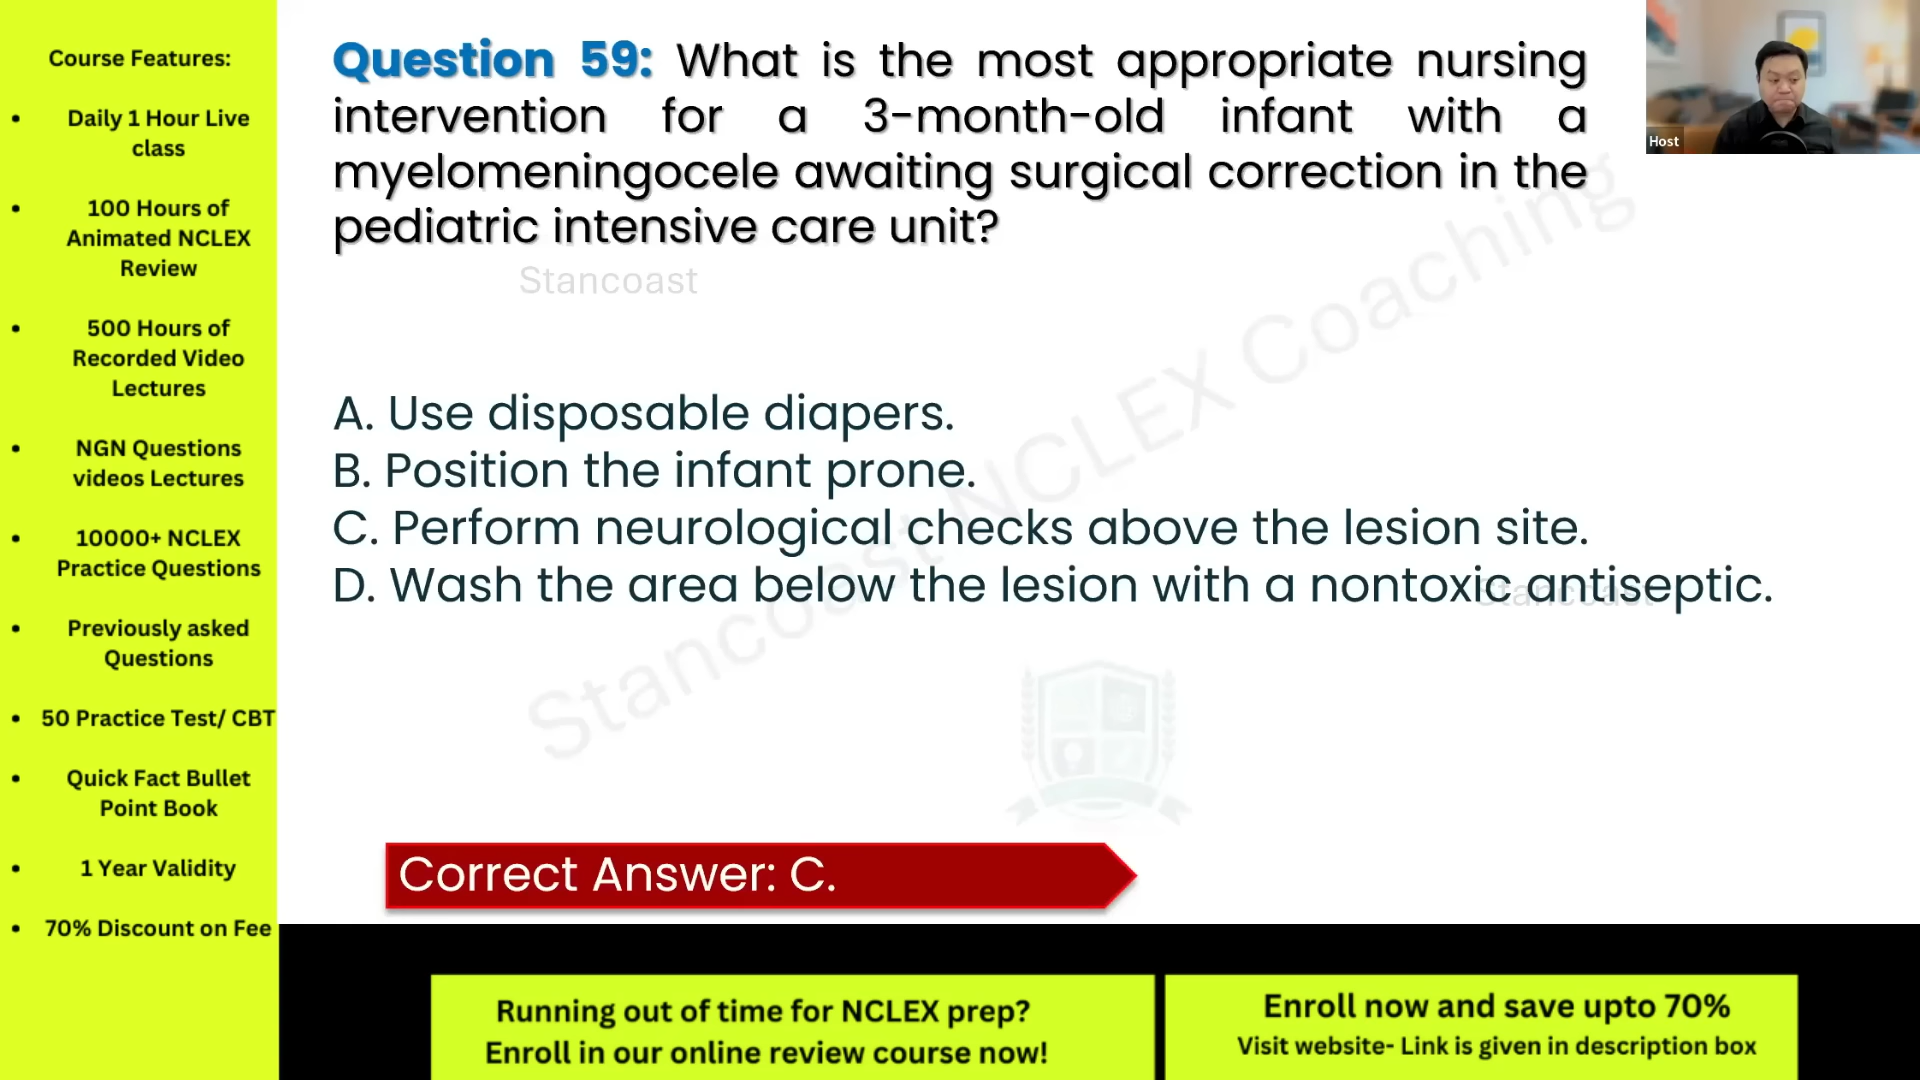 Course Features:
• Daily 1 Hour Live
class
• 100 Hours of
Animated NCLEX
Review
• 500 Hours of
Recorded Video
Lectures
• NGN Questions
videos Lectures
• 10000+ NCLEX
Practice Questions
• Previously asked
Questions
• 50 Practice Test/ CBT
• Quick Fact Bullet
Point Book
• 1 Year Validity
• 70% Discount on Fee
Question 59: What is the most appropriate nursing
intervention for a 3-month-old infant with a
myelomeningocele awaiting surgical correction in the
pediatric intensive care unit?
Stancoast
Stancoast NCLEX Coaching
A. Use disposable diapers.
B. Position the infant prone.
C. Perform neurological checks above the lesion site.
D. Wash the area below the lesion with a nontoxic antiseptic.
Stancoast
Correct Answer: C.
Host
Running out of time for NCLEX prep?
Enroll in our online review course now!
Enroll now and save upto 70%
Visit website- Link is given in description box